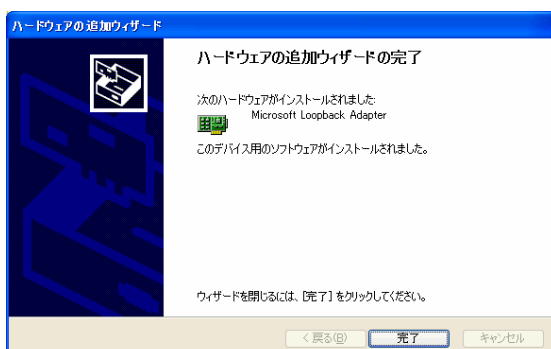 ハードウェアの追加ウィザード
ハードウェアの追加ウィザードの完了
次のハードウェアがインストールされました:
Microsoft Loopback Adapter
このデバイス用のソフトウェアがインストールされました。
ウィザードを閉じるには、[完了] をクリックしてください。
< 戻る(B) 完了 キャンセル